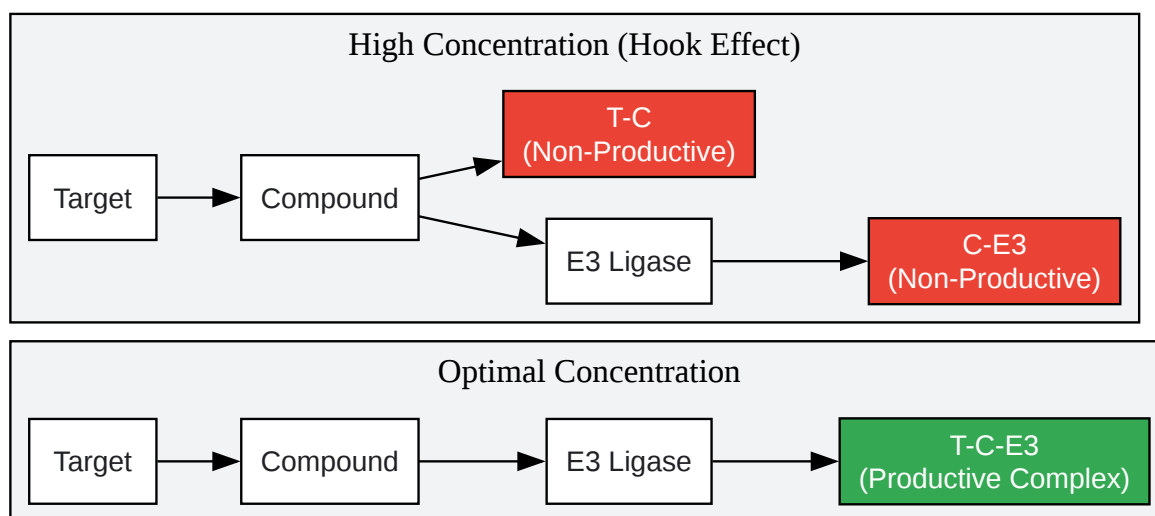 High Concentration (Hook Effect)
T-C
(Non-Productive)
Target
Compound
E3 Ligase
C-E3
(Non-Productive)
Optimal Concentration
Target
Compound
E3 Ligase
T-C-E3
(Productive Complex)